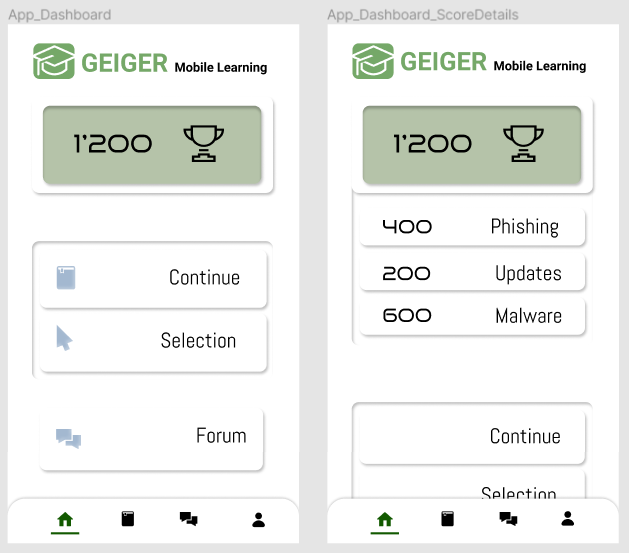 App_Dashboard
GEIGER Mobile Learning
1'200
Continue
Selection
Forum
App_Dashboard_ScoreDetails
GEIGER Mobile Learning
1'200
400 Phishing
200 Updates
600 Malware
Continue
Selection